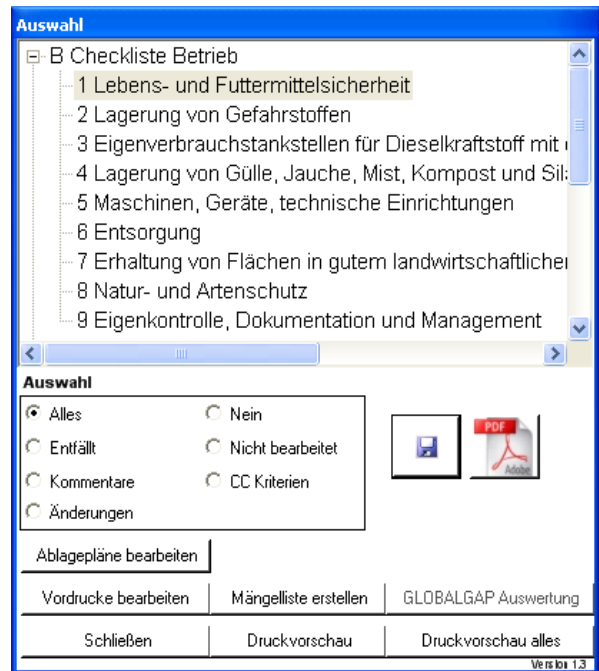 Auswahl
B Checkliste Betrieb
1 Lebens- und Futtermittelsicherheit
2 Lagerung von Gefahrstoffen
3 Eigenverbrauchstankstellen für Dieselkraftstoff mit
4 Lagerung von Gülle, Jauche, Mist, Kompost und
5 Maschinen, Geräte, technische Einrichtungen
6 Entsorgung
7 Erhaltung von Flächen in gutem
8 Natur- und Artenschutz
9 Eigenkontrolle, Dokumentation und Management
Auswahl
Alles Nein
Entfällt Nicht bearbeitet
Kommentare CC Kriterien
Änderungen
PDF
Adobe
Ablagepläne bearbeiten
Vordrucke bearbeiten Mängelliste erstellen GLOBALGAP Auswertung
Schließen Druckvorschau Druckvorschau alles
Version 1.3